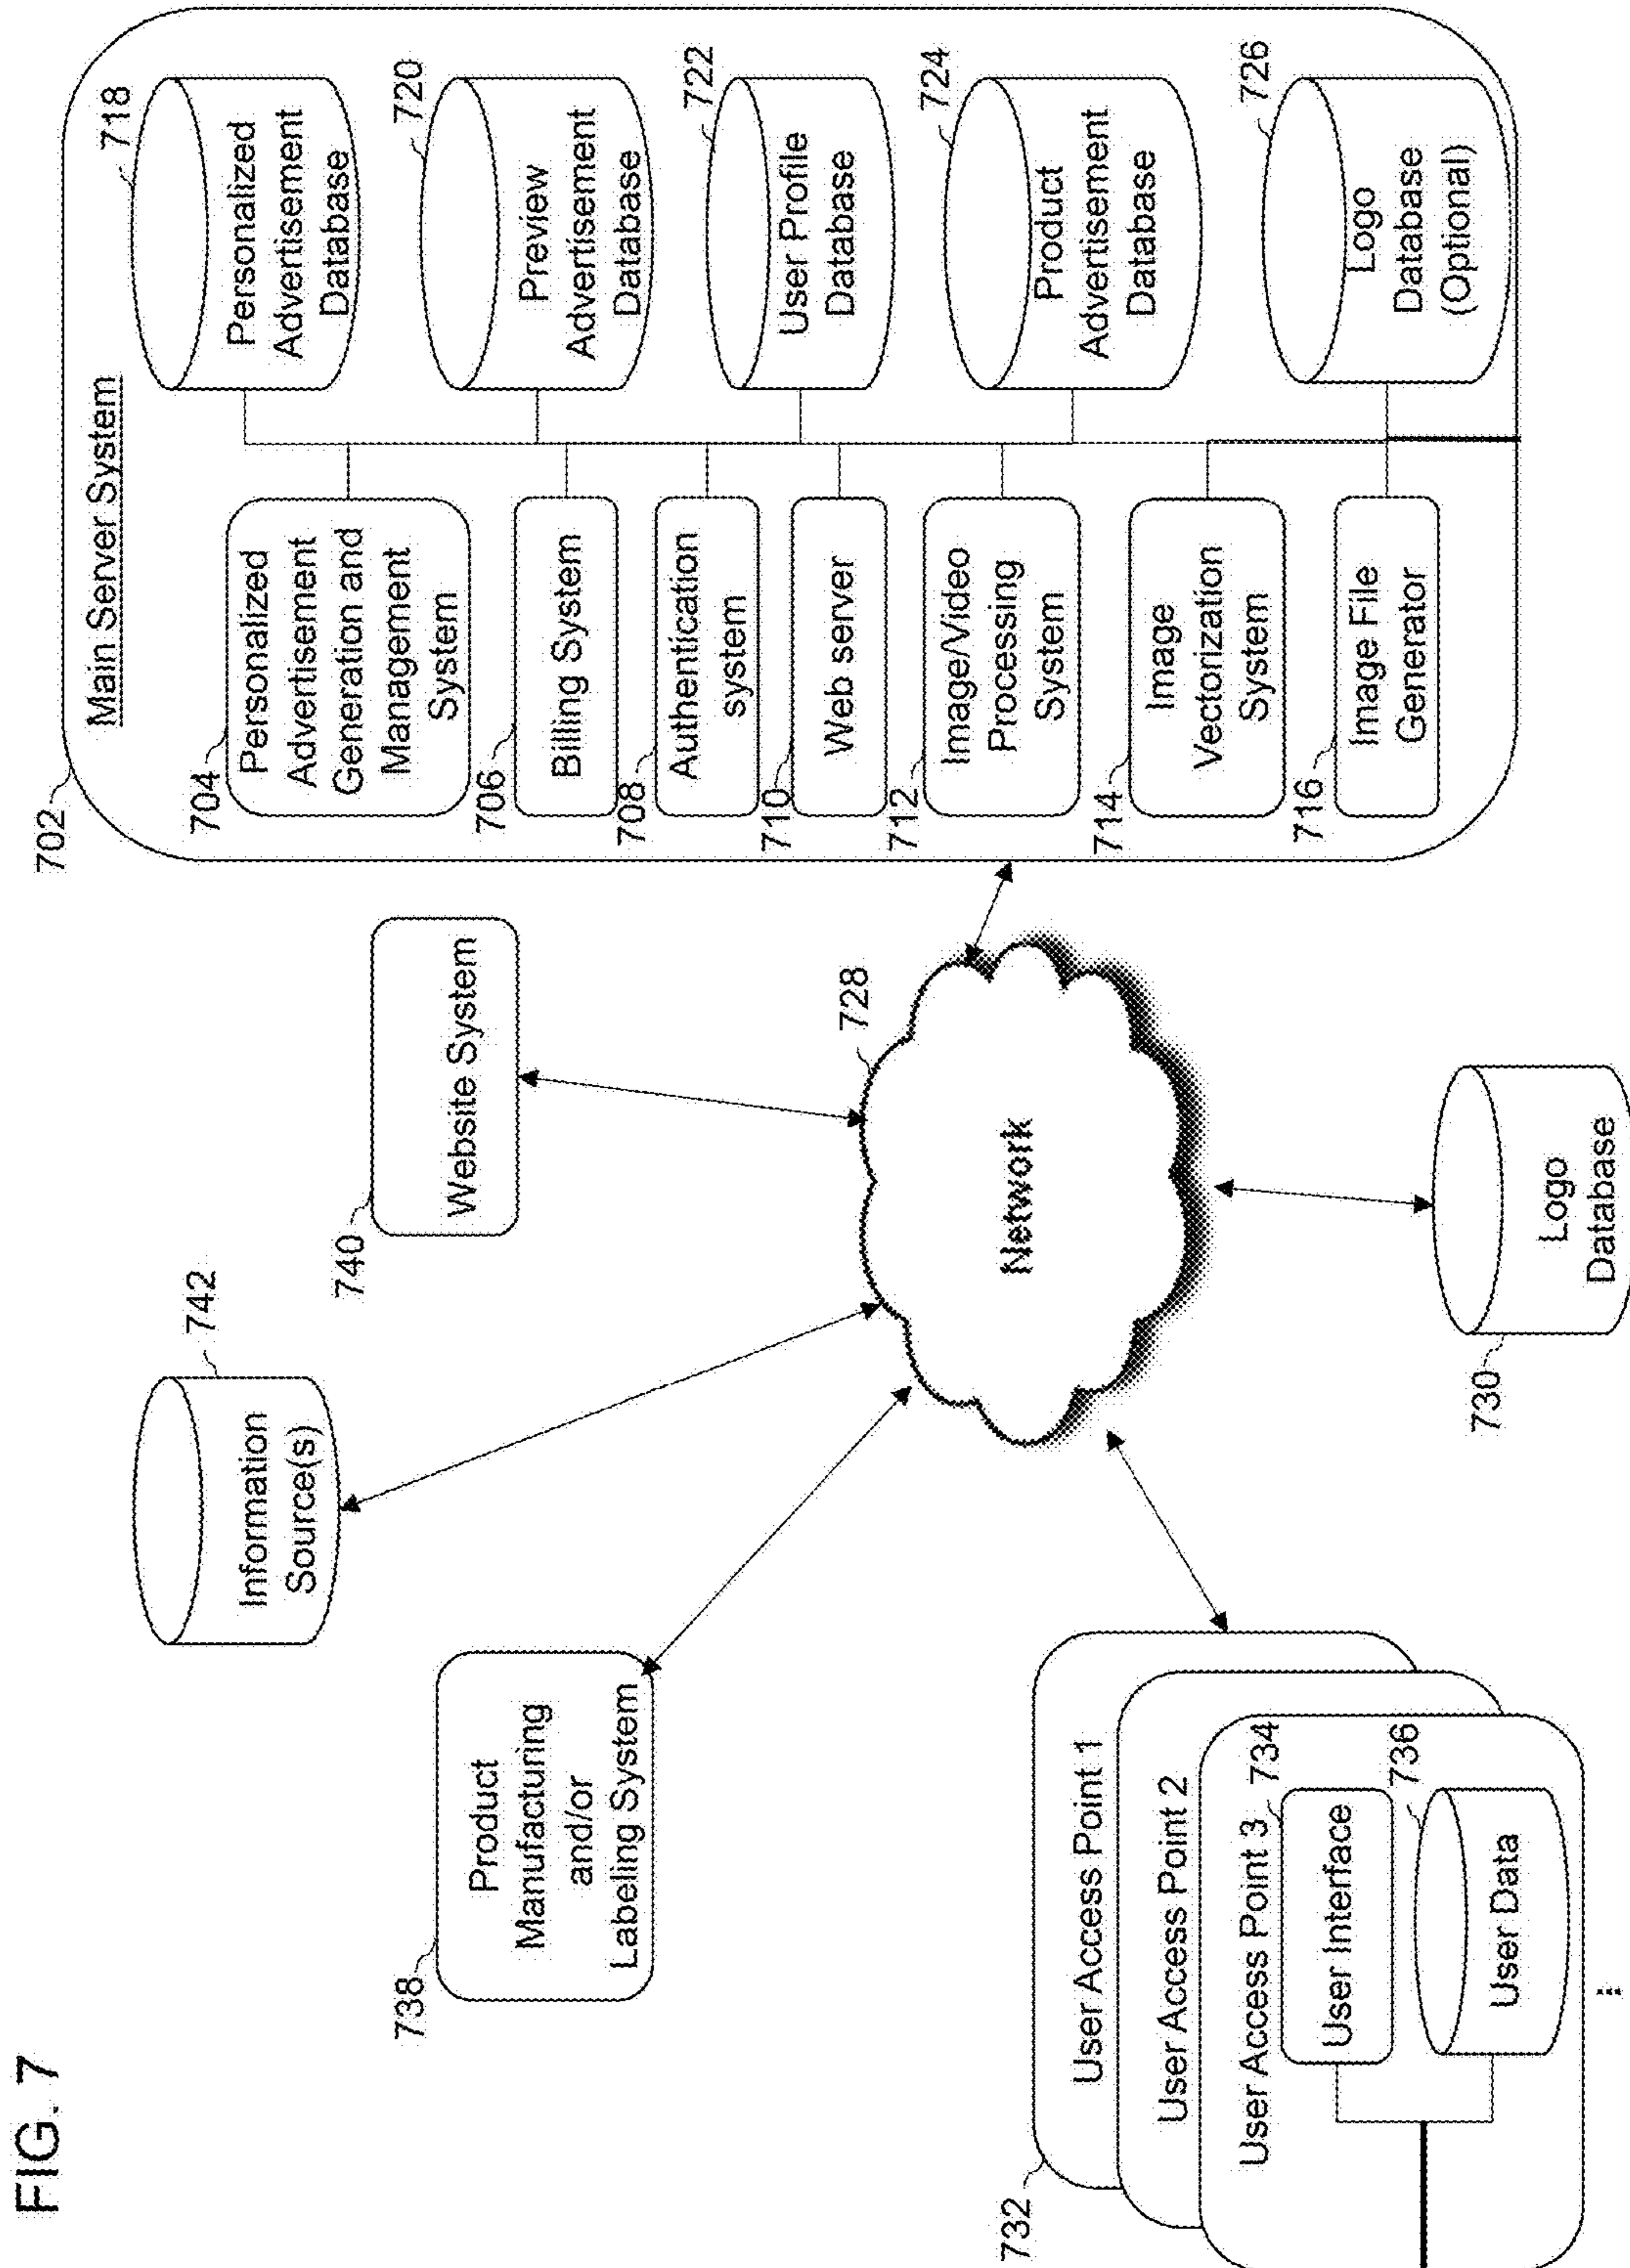 FIG. 7
702
Main Server System
704
Personalized
Advertisement
Generation and
Management
System
706
Billing System
708
Authentication
system
710
Web server
712
Image/Video
Processing
System
714
Image
Vectorization
System
716
Image File
Generator
718
Personalized
Advertisement
Database
720
Preview
Advertisement
Database
722
User Profile
Database
724
Product
Advertisement
Database
726
Logo
Database
(Optional)
742
Information
Source(s)
740
Website System
738
Product
Manufacturing
and/or
Labeling System
728
Network
730
Logo
Database
732
User Access Point 1
User Access Point 2
User Access Point 3
734
User Interface
736
User Data
...